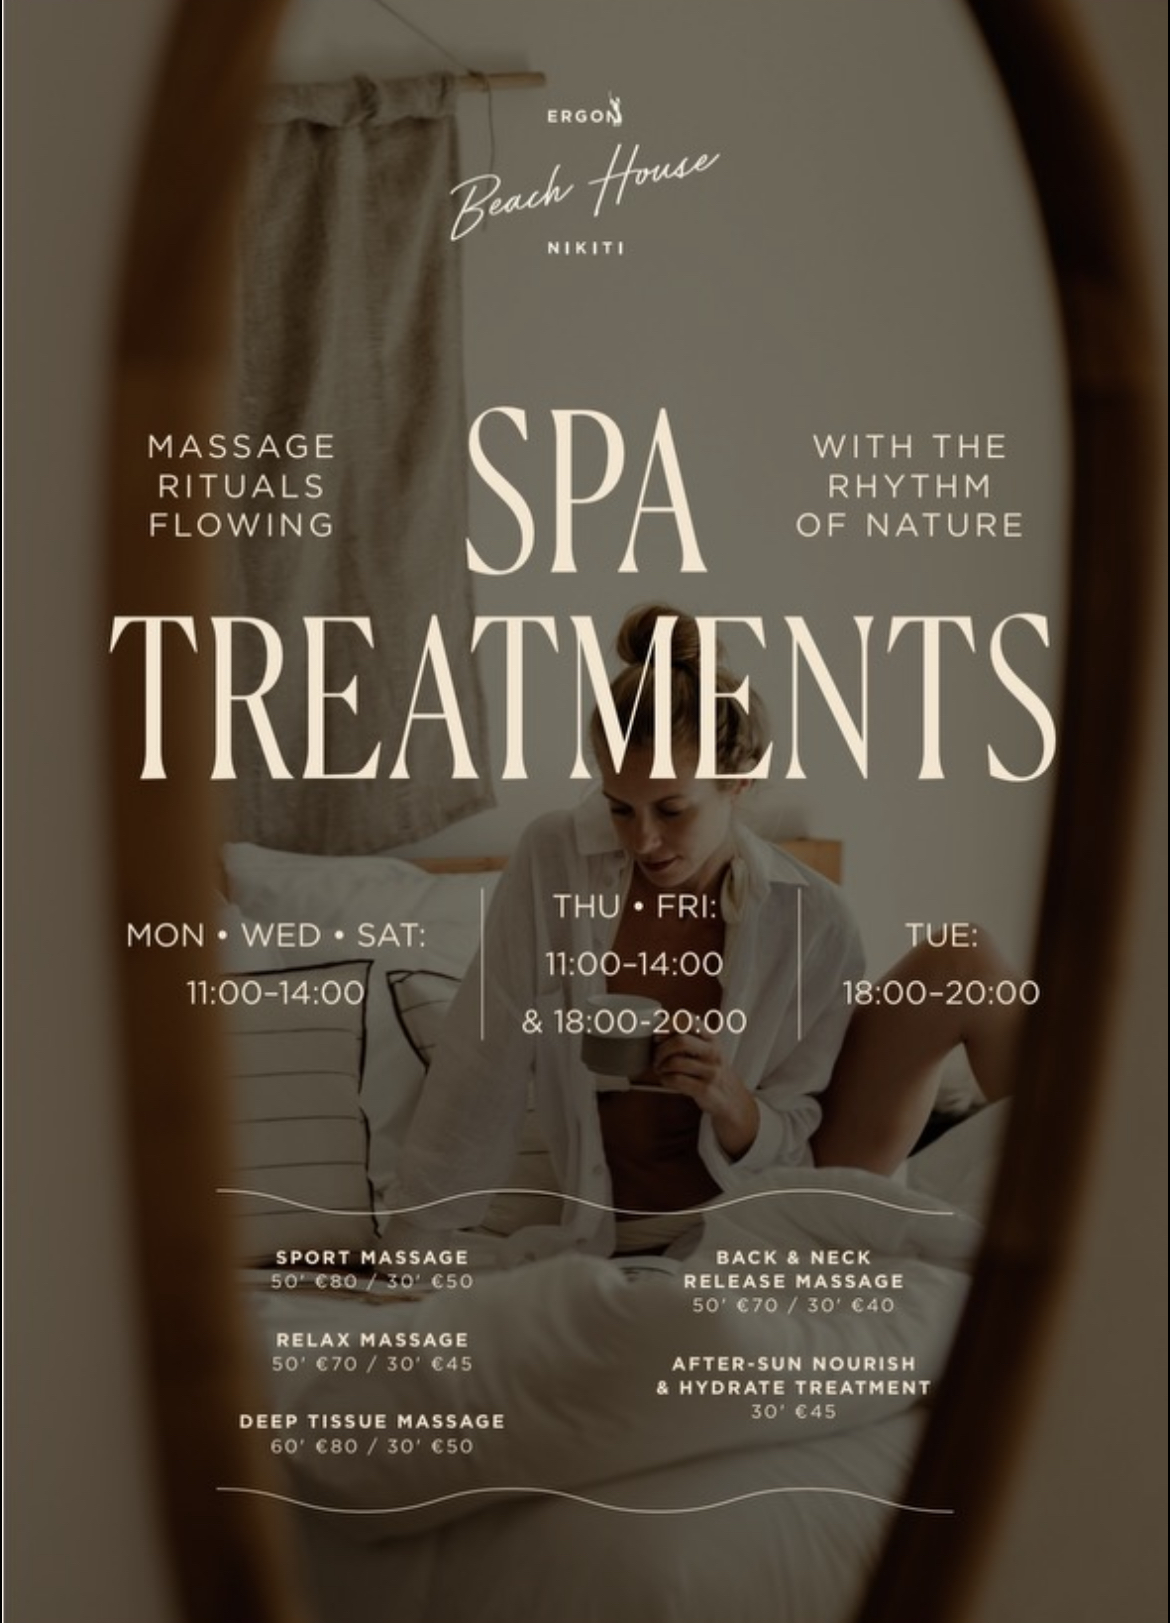 ERGON
Beach House
NIKITI
MASSAGE
RITUALS
FLOWING
SPA
WITH THE
RHYTHM
OF NATURE
TREATMENTS
MON • WED • SAT:
11:00–14:00
THU • FRI:
11:00–14:00
& 18:00-20:00
TUE:
18:00–20:00
SPORT MASSAGE
50' €80 / 30' €50
RELAX MASSAGE
50' €70 / 30' €45
DEEP TISSUE MASSAGE
60' €80 / 30' €50
BACK & NECK
RELEASE MASSAGE
50' €70 / 30' €40
AFTER-SUN NOURISH
& HYDRATE TREATMENT
30' €45